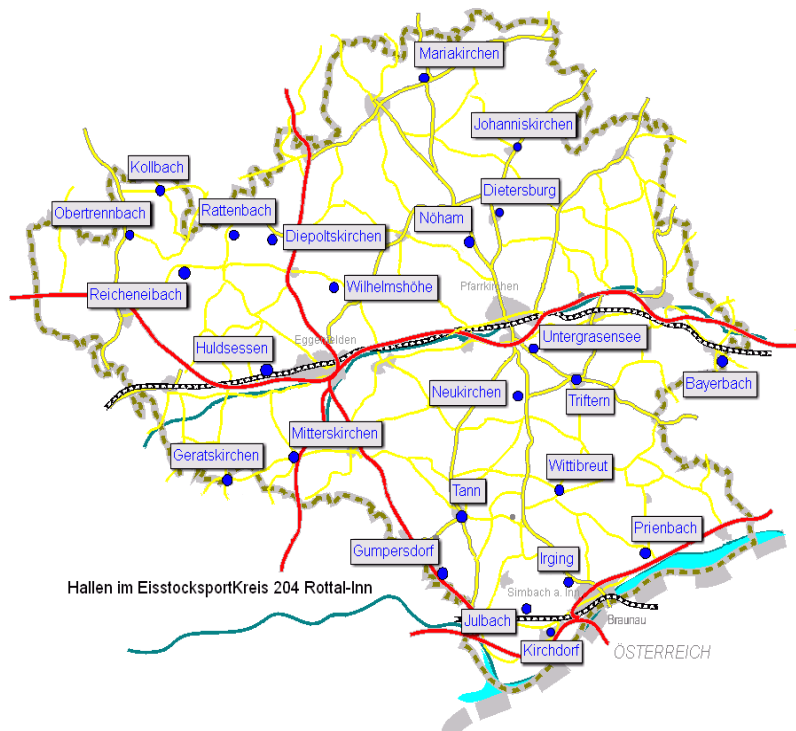 Mariakirchen
Johanniskirchen
Kollbach
Dietersburg
Obertrennbach
Rattenbach
Nöham
Diepoltskirchen
Reicheneibach
Wilhelmshöhe
Pfarrkirchen
Huldsessen
Eggenfelden
Untergrasensee
Bayerbach
Neukirchen
Triftern
Mitterskirchen
Geratskirchen
Wittibreut
Tann
Prienbach
Gumpersdorf
Irging
Hallen im EisstocksportKreis 204 Rottal-Inn
Simbach a. Inn
Julbach
Braunau
Kirchdorf
ÖSTERREICH